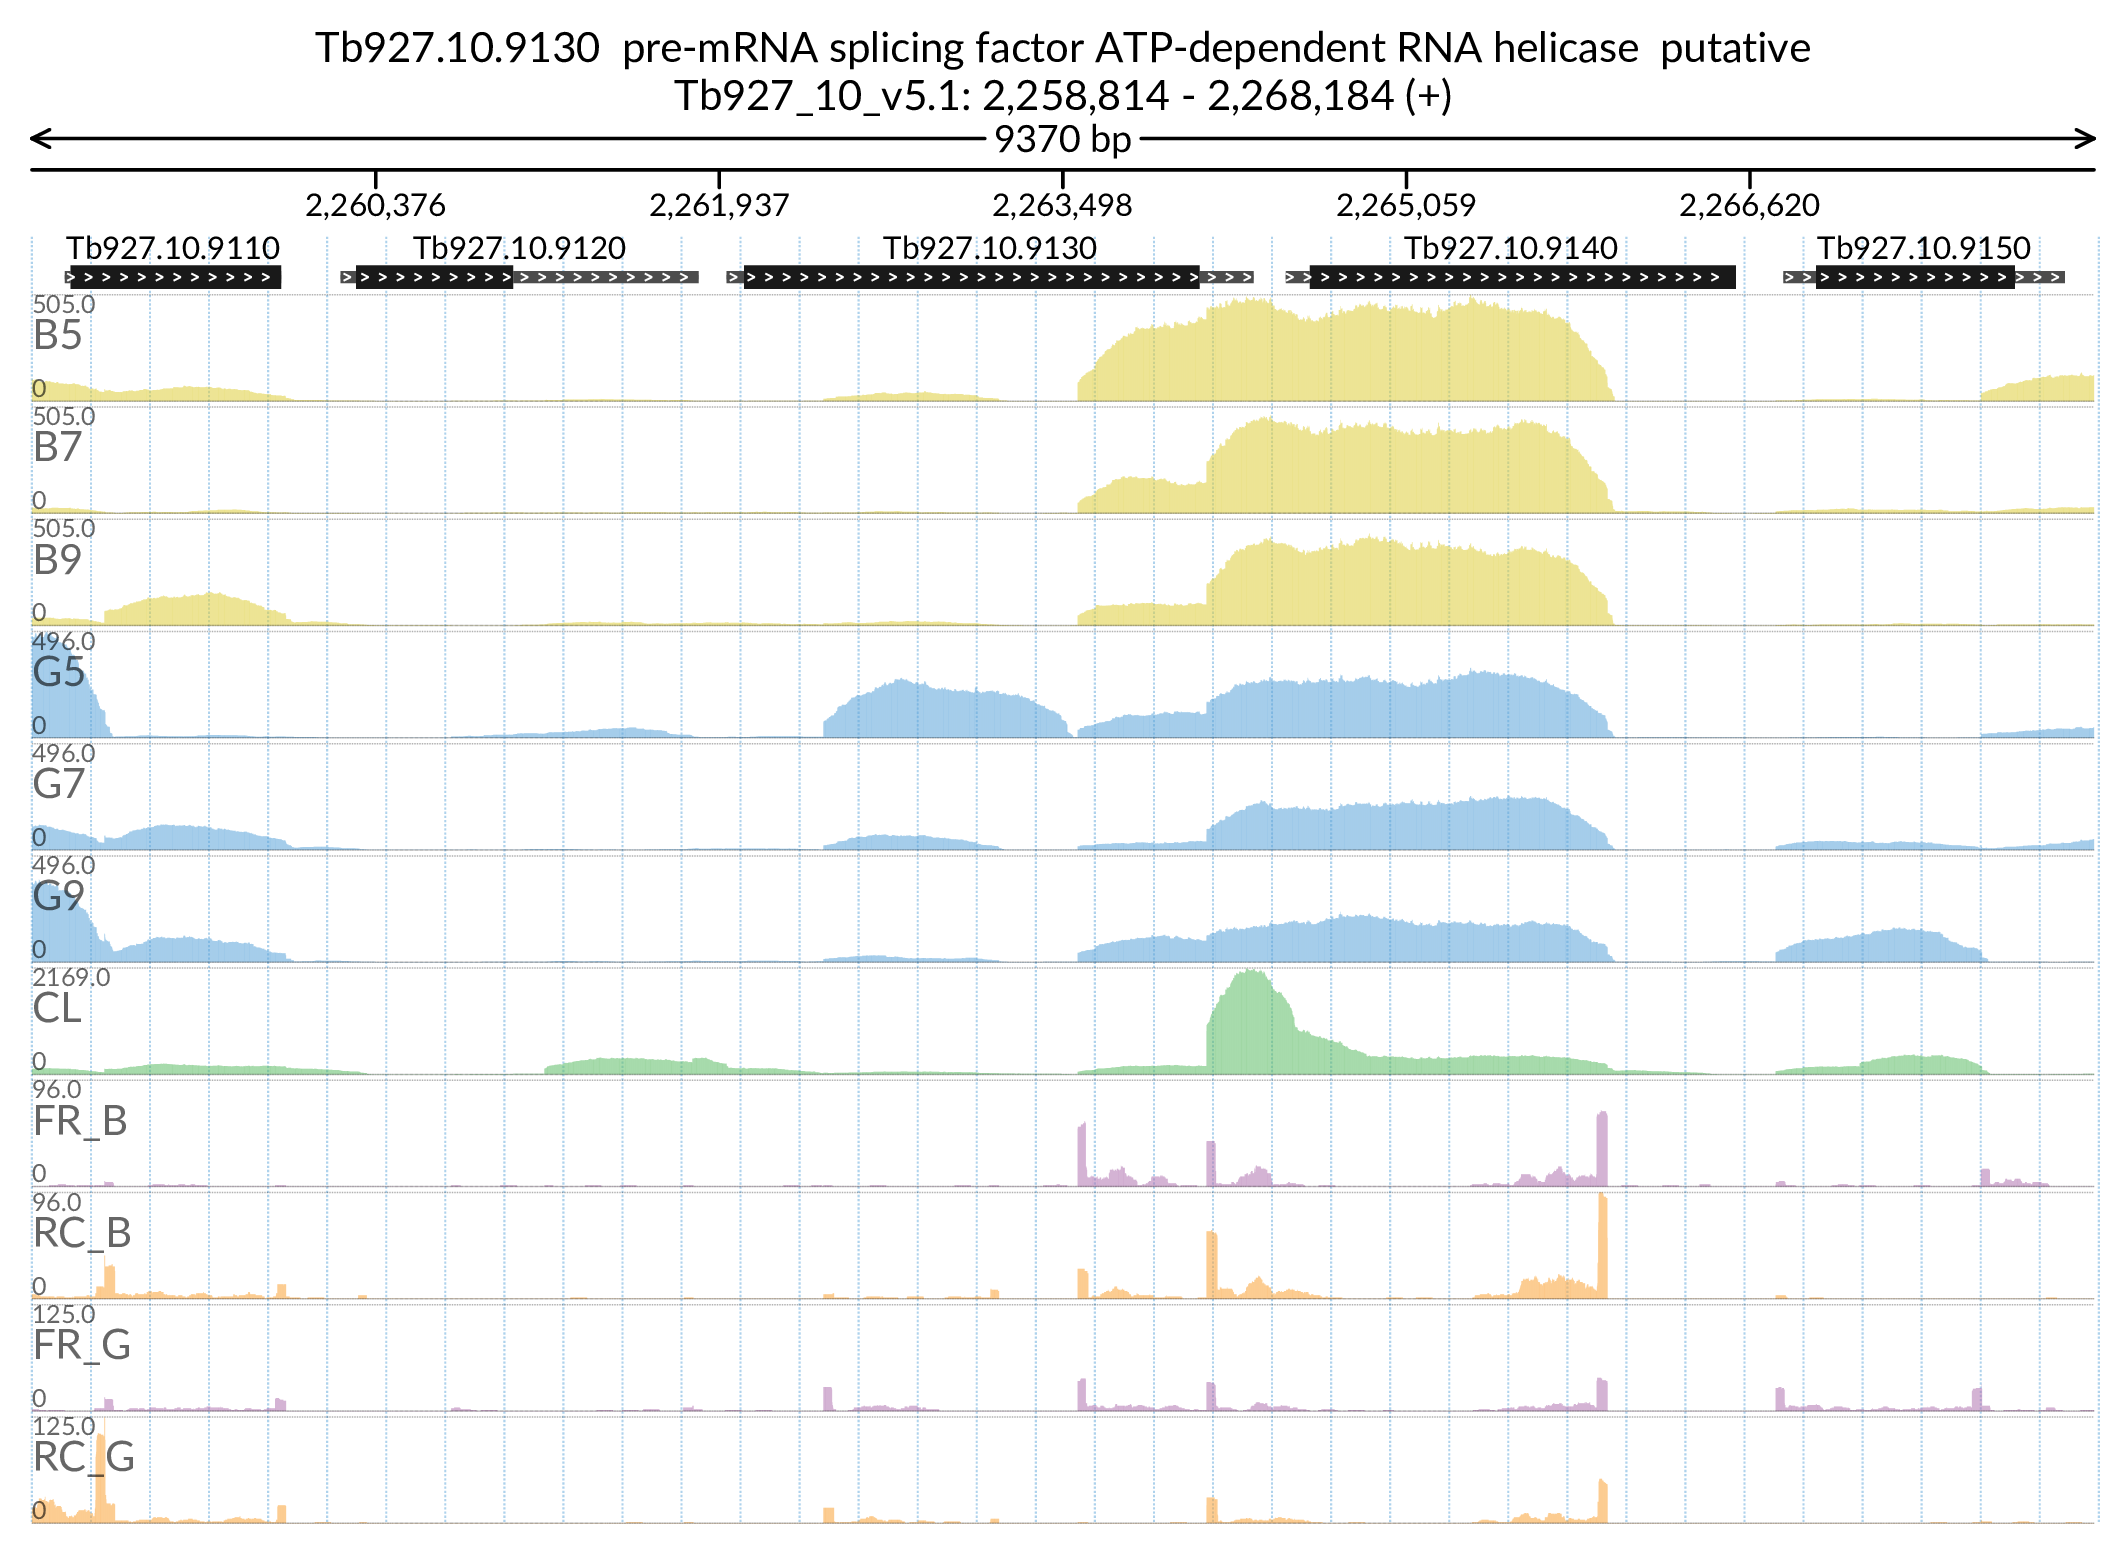 Tb927.10.9130  pre-mRNA splicing factor ATP-dependent RNA helicase  putative
Tb927_10_v5.1: 2,258,814 - 2,268,184 (+)
9370 bp
2,260,376 2,261,937 2,263,498 2,265,059 2,266,620
Tb927.10.9110 Tb927.10.9120 Tb927.10.9130 Tb927.10.9140 Tb927.10.9150
505.0
B5
0
505.0
B7
0
505.0
B9
0
496.0
G5
0
496.0
G7
0
496.0
G9
0
2169.0
CL
0
96.0
FR_B
0
96.0
RC_B
0
125.0
FR_G
0
125.0
RC_G
0